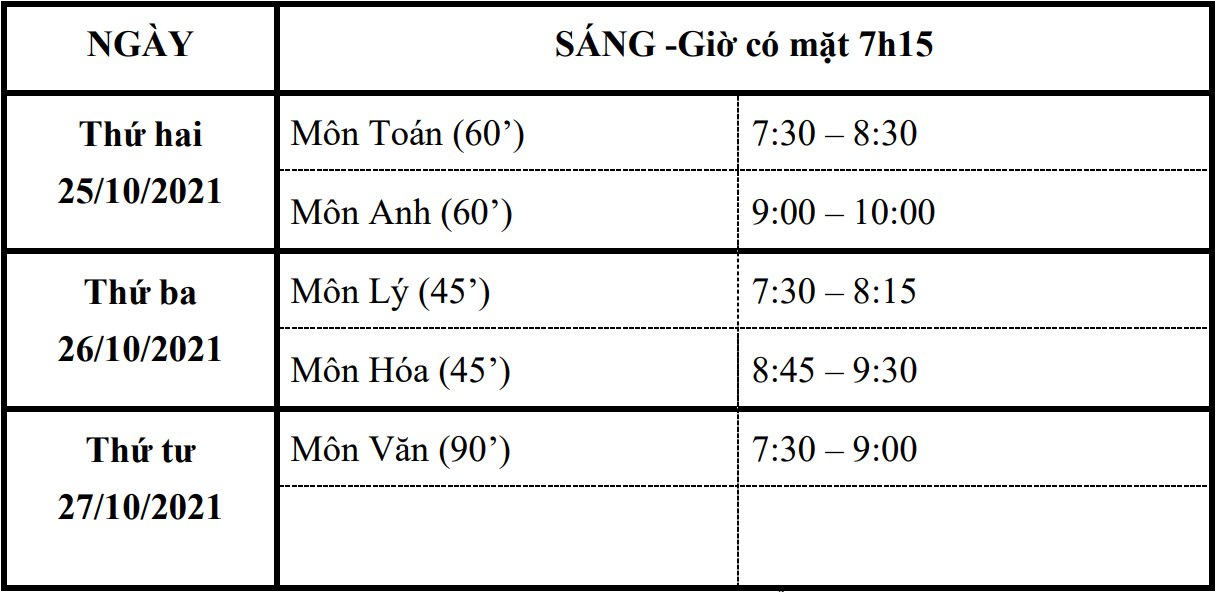 NGÀY
SÁNG -Giờ có mặt 7h15
Thứ hai
25/10/2021
Môn Toán (60’)
7:30 – 8:30
Môn Anh (60’)
9:00 – 10:00
Thứ ba
26/10/2021
Môn Lý (45’)
7:30 – 8:15
Môn Hóa (45’)
8:45 – 9:30
Thứ tư
27/10/2021
Môn Văn (90’)
7:30 – 9:00